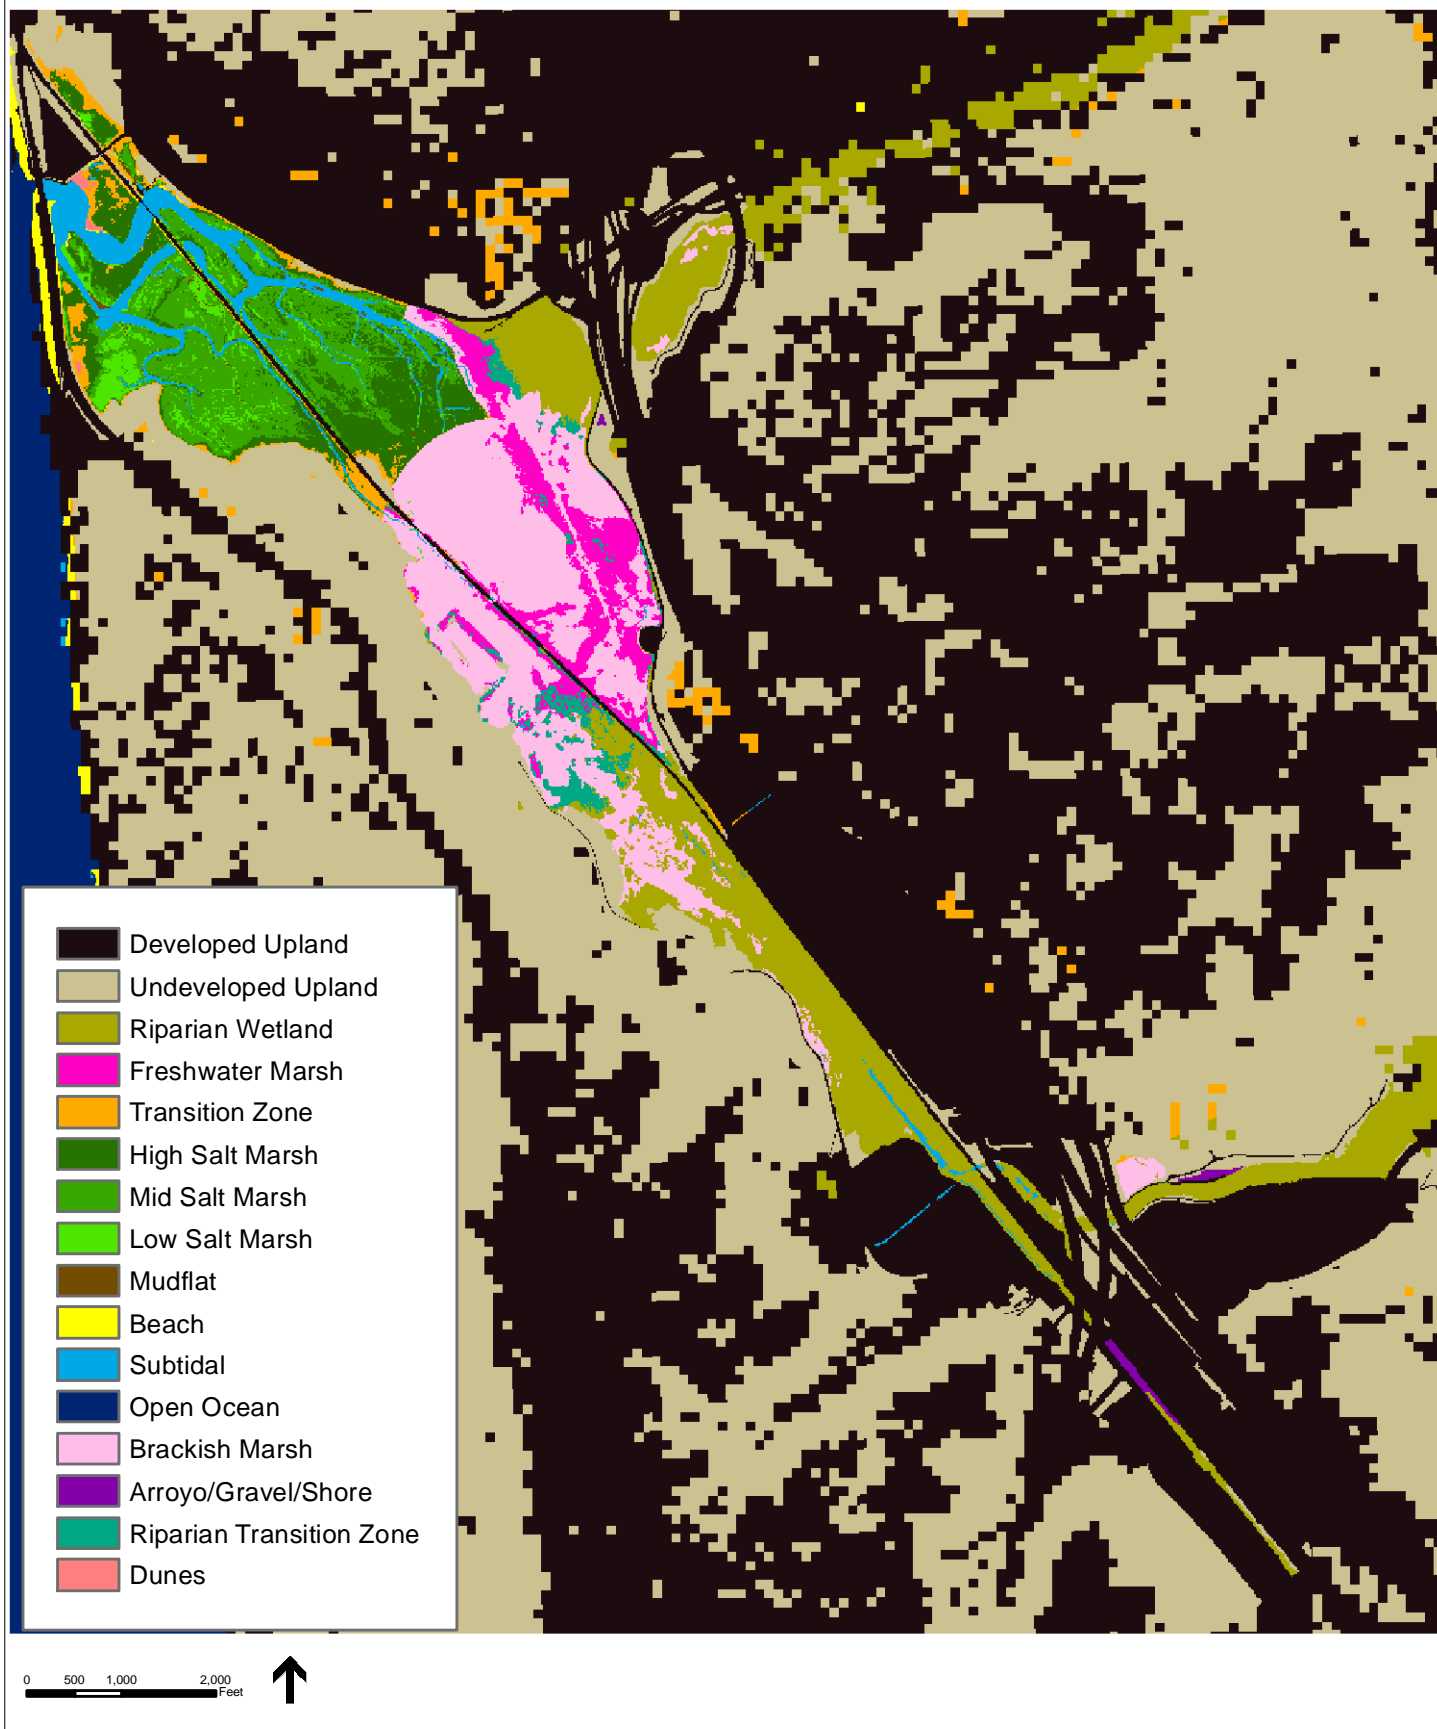 Developed Upland
Undeveloped Upland
Riparian Wetland
Freshwater Marsh
Transition Zone
High Salt Marsh
Mid Salt Marsh
Low Salt Marsh
Mudflat
Beach
Subtidal
Open Ocean
Brackish Marsh
Arroyo/Gravel/Shore
Riparian Transition Zone
Dunes
0 500 1,000 2,000
Feet